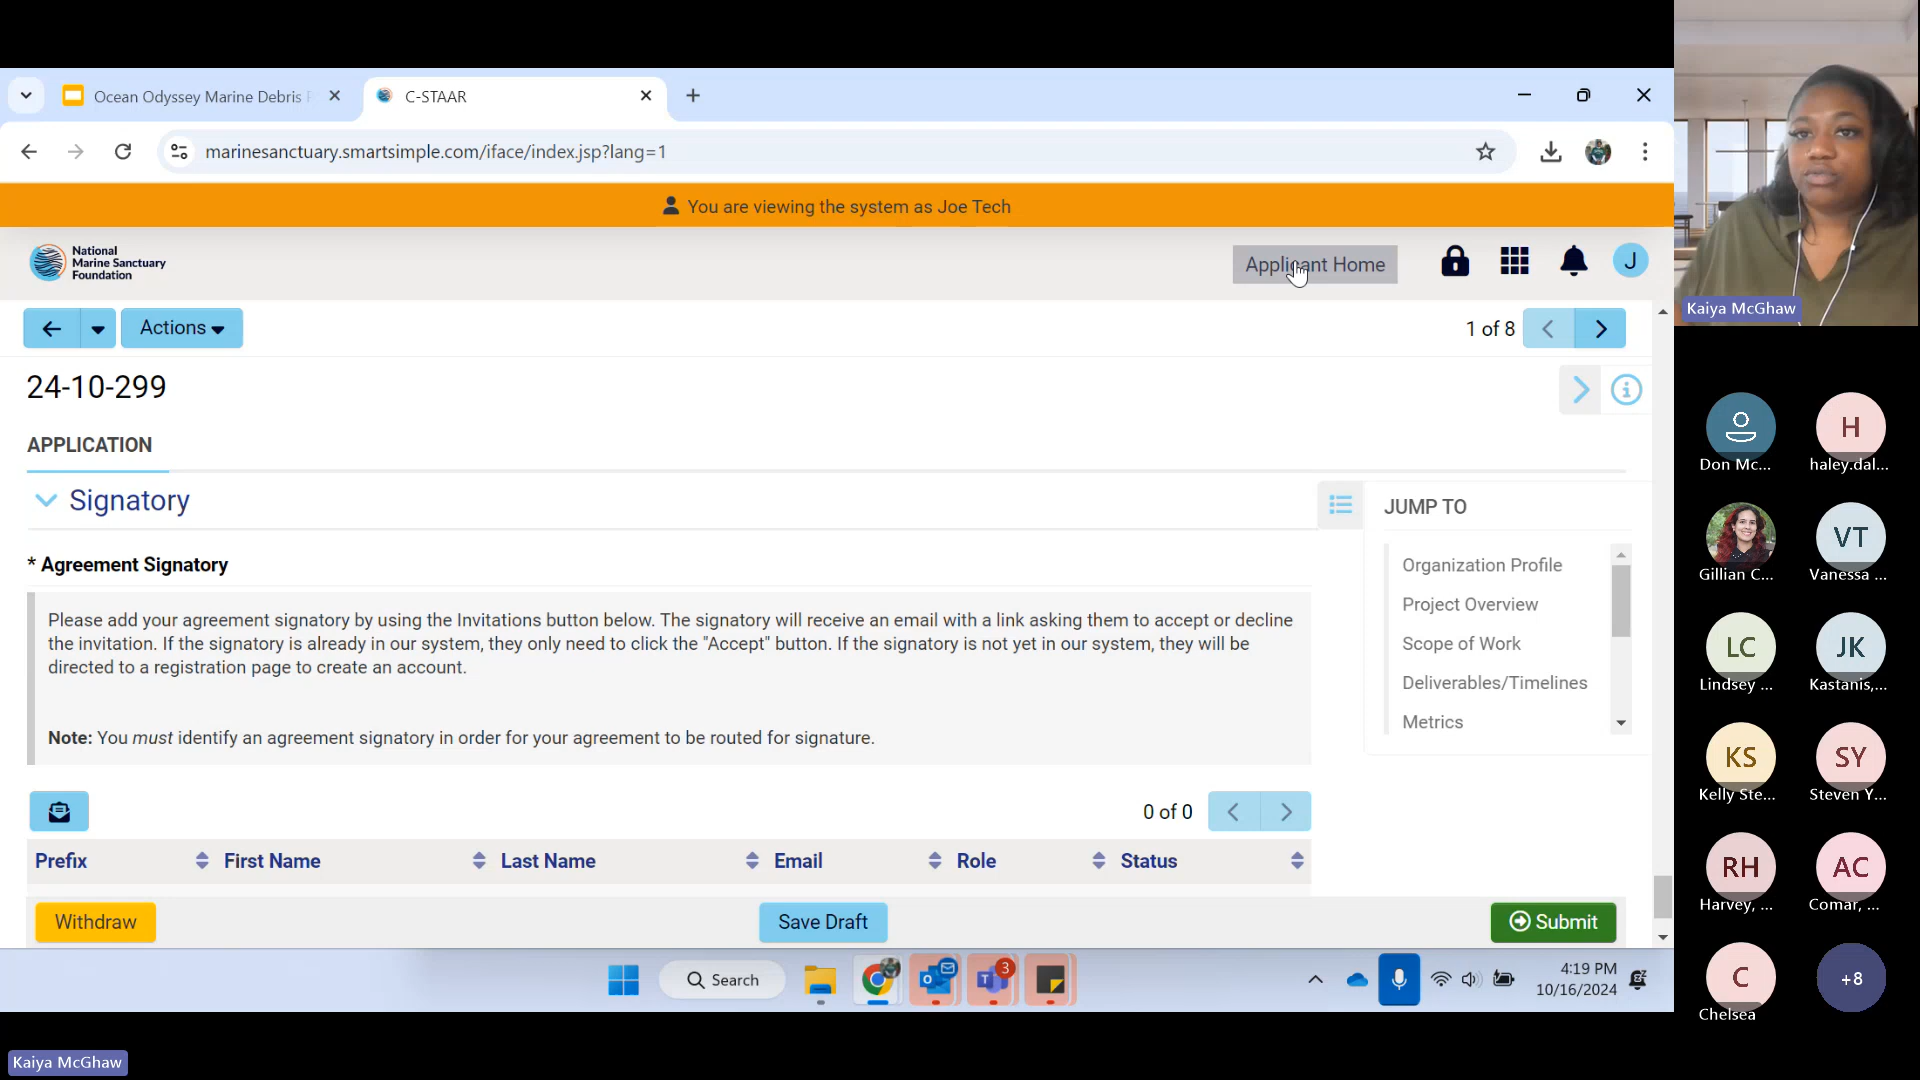 Ocean Odyssey Marine Debris
C-STAAR
marinesanctuary.smartsimple.com/iface/index.jsp?lang=1
You are viewing the system as Joe Tech
National
Marine Sanctuary
Foundation
Applicant Home
J
Actions
1 of 8
24-10-299
APPLICATION
Signatory
JUMP TO
Organization Profile
Project Overview
Scope of Work
Deliverables/Timelines
Metrics
* Agreement Signatory
Please add your agreement signatory by using the Invitations button below. The signatory will receive an email with a link asking them to accept or decline
the invitation. If the signatory is already in our system, they only need to click the "Accept" button. If the signatory is not yet in our system, they will be
directed to a registration page to create an account.
Note: You must identify an agreement signatory in order for your agreement to be routed for signature.
0 of 0
Prefix First Name Last Name Email Role Status
Withdraw Save Draft Submit
Search
3
4:19 PM
10/16/2024
Kaiya McGhaw
Kaiya McGhaw
Don Mc...
H
haley.dal...
Gillian C...
VT
Vanessa ...
LC
Lindsey ...
JK
Kastanis,...
KS
Kelly Ste...
SY
Steven Y...
RH
Harvey, ...
AC
Comar, ...
C
Chelsea
+8